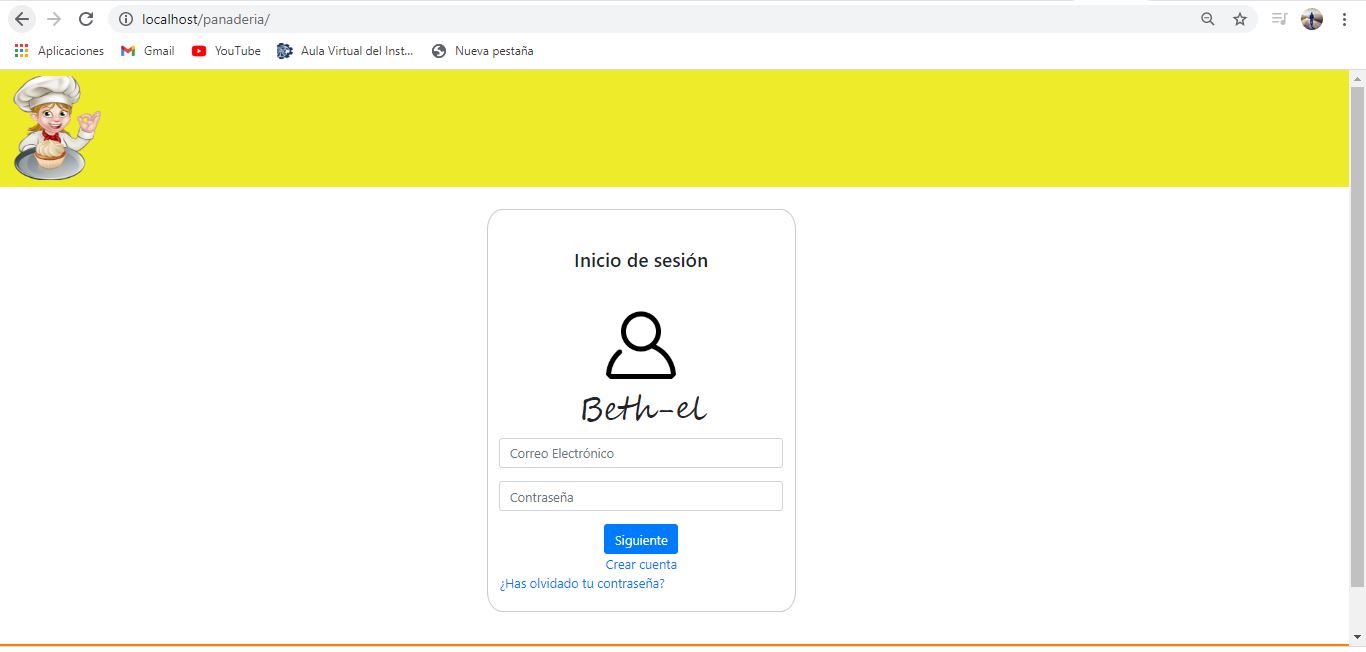 localhost/panaderia/
Aplicaciones Gmail YouTube Aula Virtual del Inst... Nueva pestaña
Inicio de sesión
Beth-el
Correo Electrónico
Contraseña
Siguiente
Crear cuenta
¿Has olvidado tu contraseña?